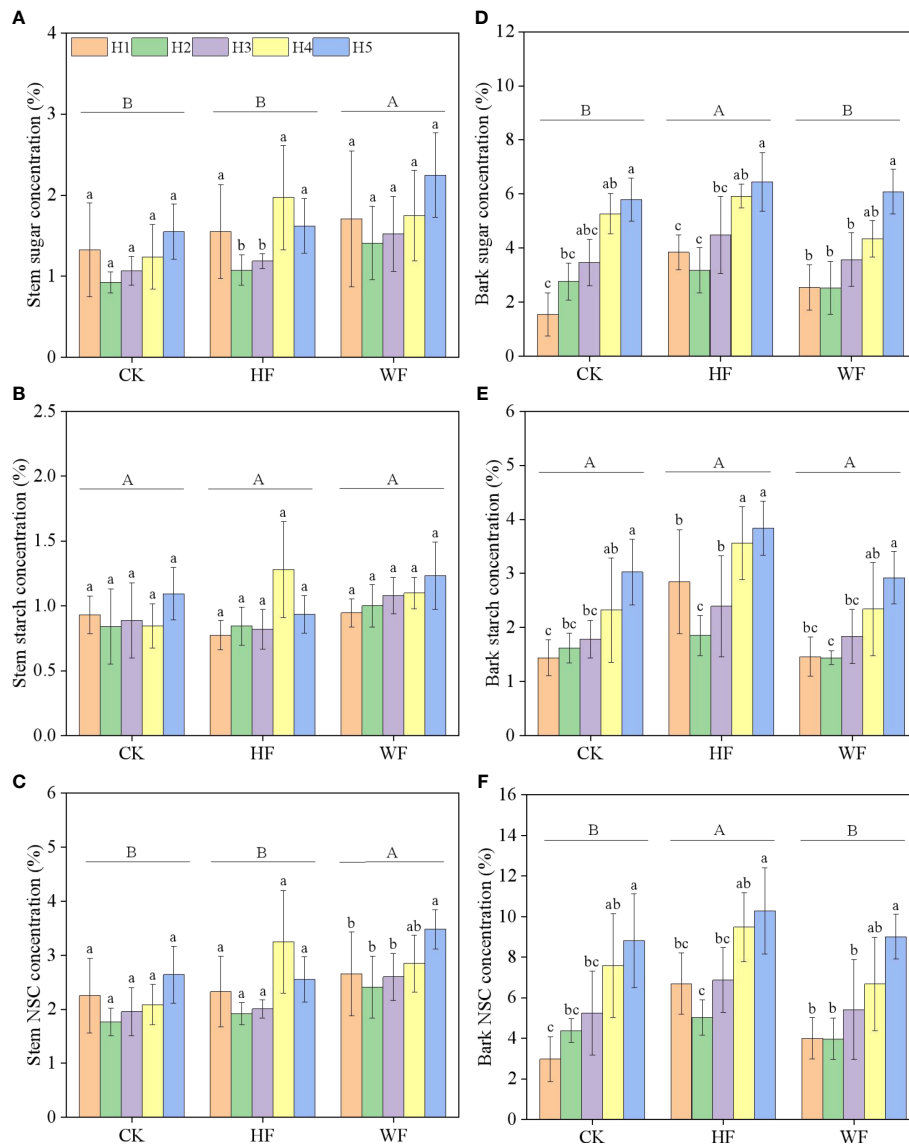 A
H1 H2 H3 H4 H5
Stem sugar concentration (%)
4
3
2
1
0
B B A
a a a a a a b b a a a a a a a
CK HF WF
B
Stem starch concentration (%)
2.5
2.0
1.5
1.0
0.5
0.0
A A A
a a a a a a a a a a a a a a a
CK HF WF
C
Stem NSC concentration (%)
6
5
4
3
2
1
0
B B A
a a a a a a a a a a b b b ab a
CK HF WF
D
Bark sugar concentration (%)
12
10
8
6
4
2
0
B A B
c bc abc ab a c c bc ab a b b b ab a
CK HF WF
E
Bark starch concentration (%)
6
5
4
3
2
1
0
A A A
c bc bc ab a b c b a a bc c bc ab a
CK HF WF
F
Bark NSC concentration (%)
16
14
12
10
8
6
4
2
0
B A B
c bc bc ab a bc c bc ab a b b b ab a
CK HF WF